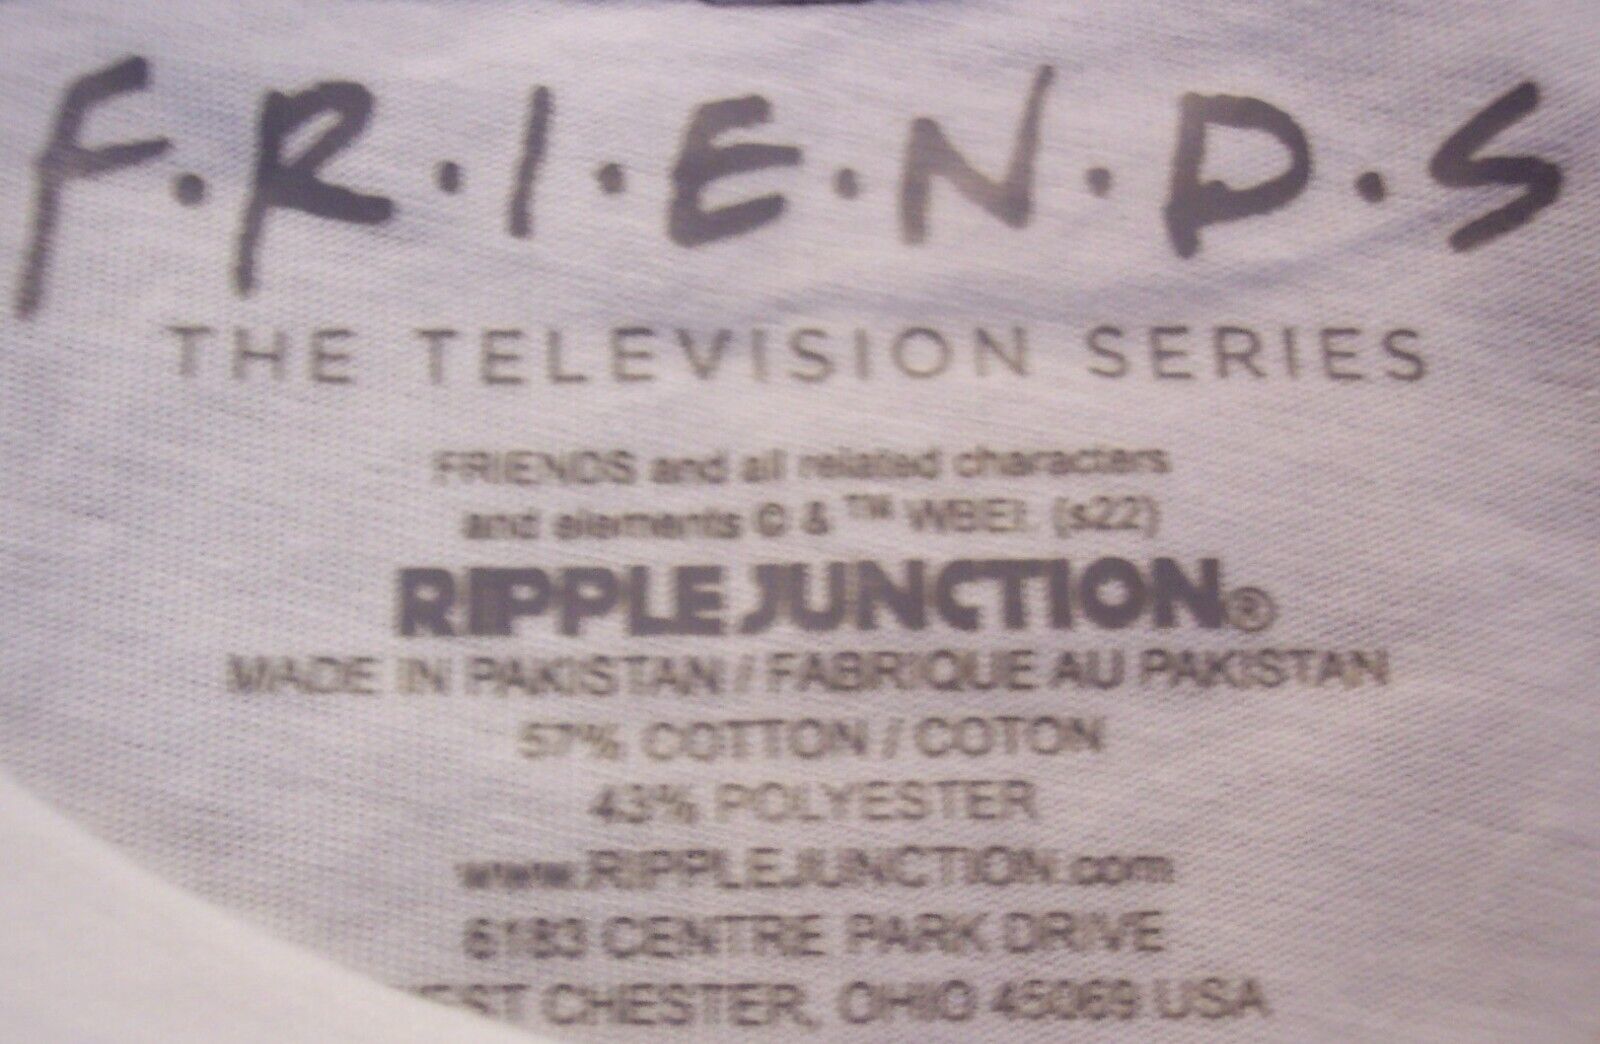 F.R.I.E.N.D.S
THE TELEVISION SERIES
FRIENDS and all related characters
and elements © & ™ WBEI. (s22)
RIPPLE JUNCTION®
MADE IN PAKISTAN / FABRIQUE AU PAKISTAN
57% COTTON / COTON
43% POLYESTER
www.RIPPLEJUNCTION.com
6183 CENTRE PARK DRIVE
EST CHESTER, OHIO 45069 USA